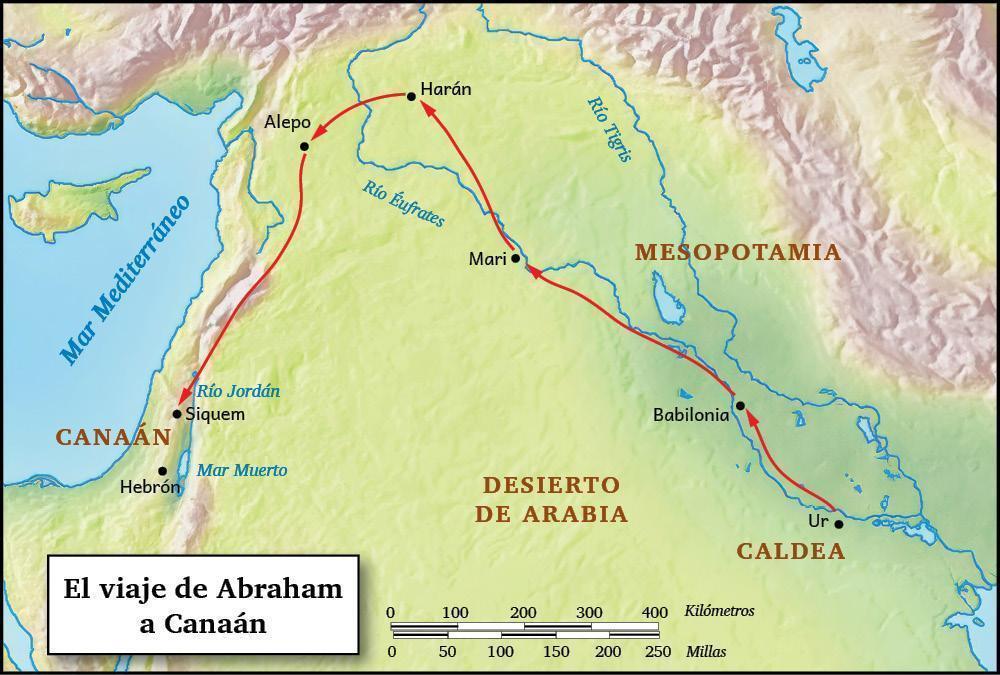 Harán
Alepo
Río Tigris
Río Éufrates
Mar Mediterráneo
MESOPOTAMIA
Mari
Río Jordán
Siquem
Babilonia
CANAÁN
Mar Muerto
Hebrón
DESIERTO
DE ARABIA
Ur
CALDEA
El viaje de Abraham
a Canaán
0 100 200 300 400 Kilómetros
0 50 100 150 200 250 Millas